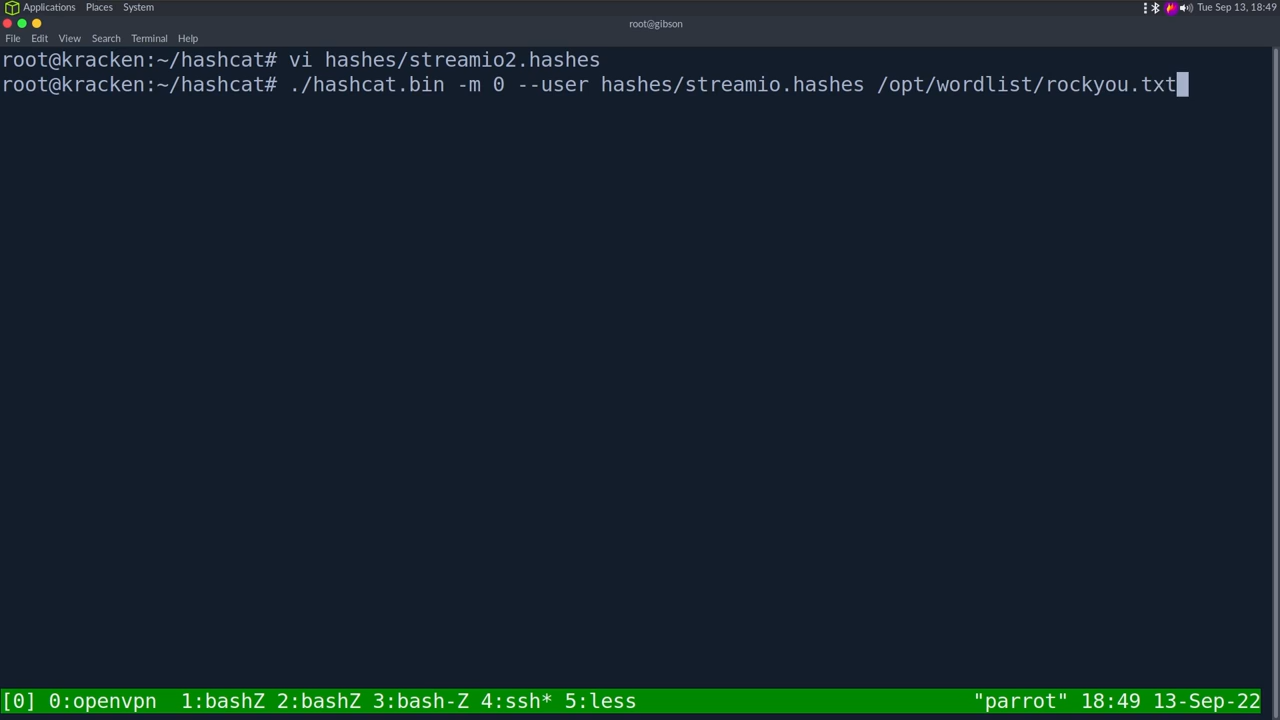 Applications Places System Tue Sep 13, 18:49
root@gibson
File Edit View Search Terminal Help
root@kracken:~/hashcat# vi hashes/streamio2.hashes
root@kracken:~/hashcat# ./hashcat.bin -m 0 --user hashes/streamio.hashes /opt/wordlist/rockyou.txt
[0] 0:openvpn  1:bashZ 2:bashZ 3:bash-Z 4:ssh* 5:less "parrot" 18:49 13-Sep-22